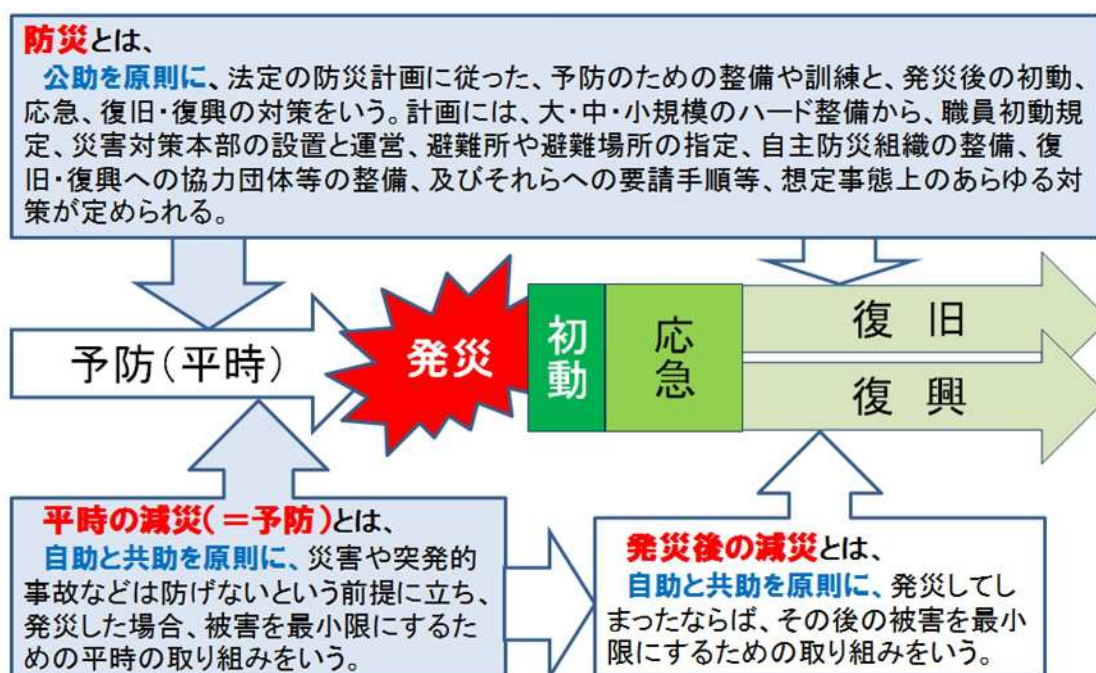 防災とは、
公助を原則に、法定の防災計画に従った、予防のための整備や訓練と、発災後の初動、
応急、復旧・復興の対策をいう。計画には、大・中・小規模のハード整備から、職員初動規
定、災害対策本部の設置と運営、避難所や避難場所の指定、自主防災組織の整備、復
旧・復興への協力団体等の整備、及びそれらへの要請手順等、想定事態上のあらゆる対
策が定められる。
予防(平時)
発災
初動
応急
復 旧
復 興
平時の減災(=予防)とは、
自助と共助を原則に、災害や突発的
事故などは防げないという前提に立ち、
発災した場合、被害を最小限にするた
めの平時の取り組みをいう。
発災後の減災とは、
自助と共助を原則に、発災してし
まったならば、その後の被害を最小
限にするための取り組みをいう。